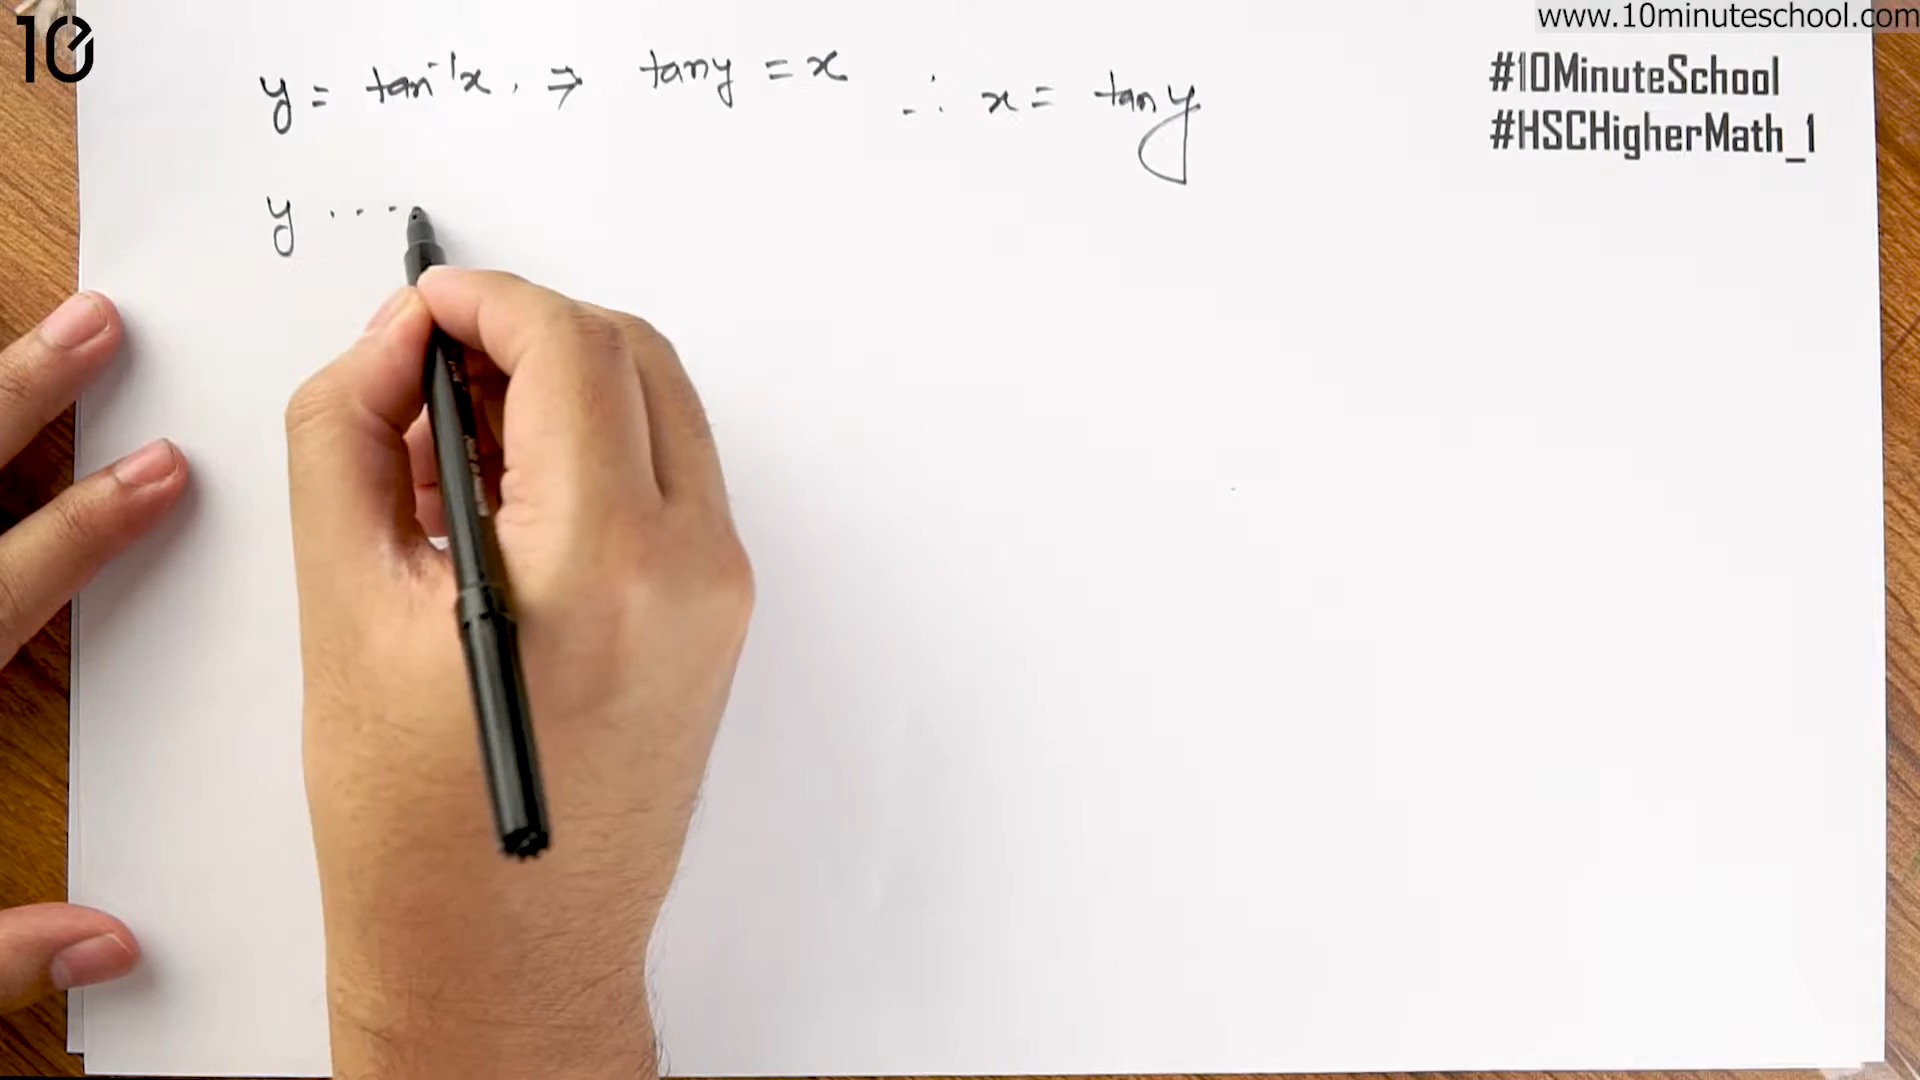 10
www.10minuteschool.com
#10MinuteSchool
#HSCHigherMath_1
y = tan⁻¹x, ⇒ tany = x ∴ x = tany
y ....